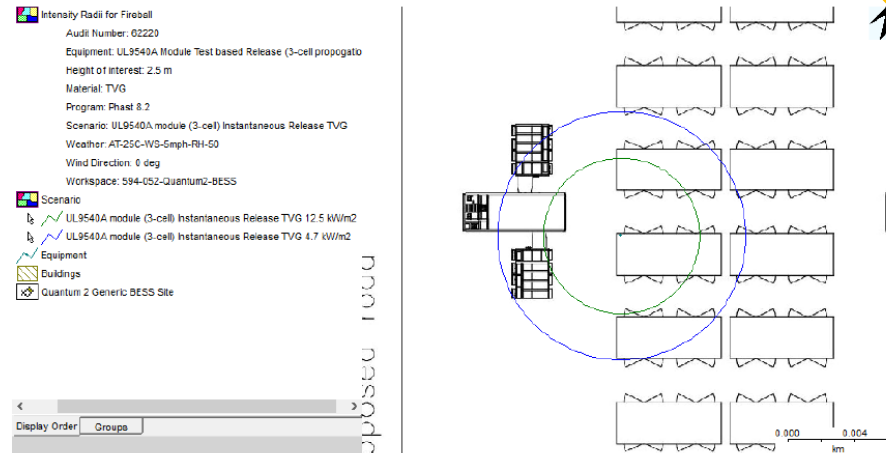 Intensity Radii for Fireball
Audit Number: 62220
Equipment: UL9540A Module Test based Release (3-cell propogatio
Height of interest: 2.5 m
Material: TVG
Program: Phast 8.2
Scenario: UL9540A module (3-cell) Instantaneous Release TVG
Weather: AT-25C-WS-5mph-RH-50
Wind Direction: 0 deg
Workspace: 594-052-Quantum2-BESS
Scenario
UL9540A module (3-cell) Instantaneous Release TVG 12.5 kW/m2
UL9540A module (3-cell) Instantaneous Release TVG 4.7 kW/m2
Equipment
Buildings
Quantum 2 Generic BESS Site
Display Order Groups
0.000 0.004
km